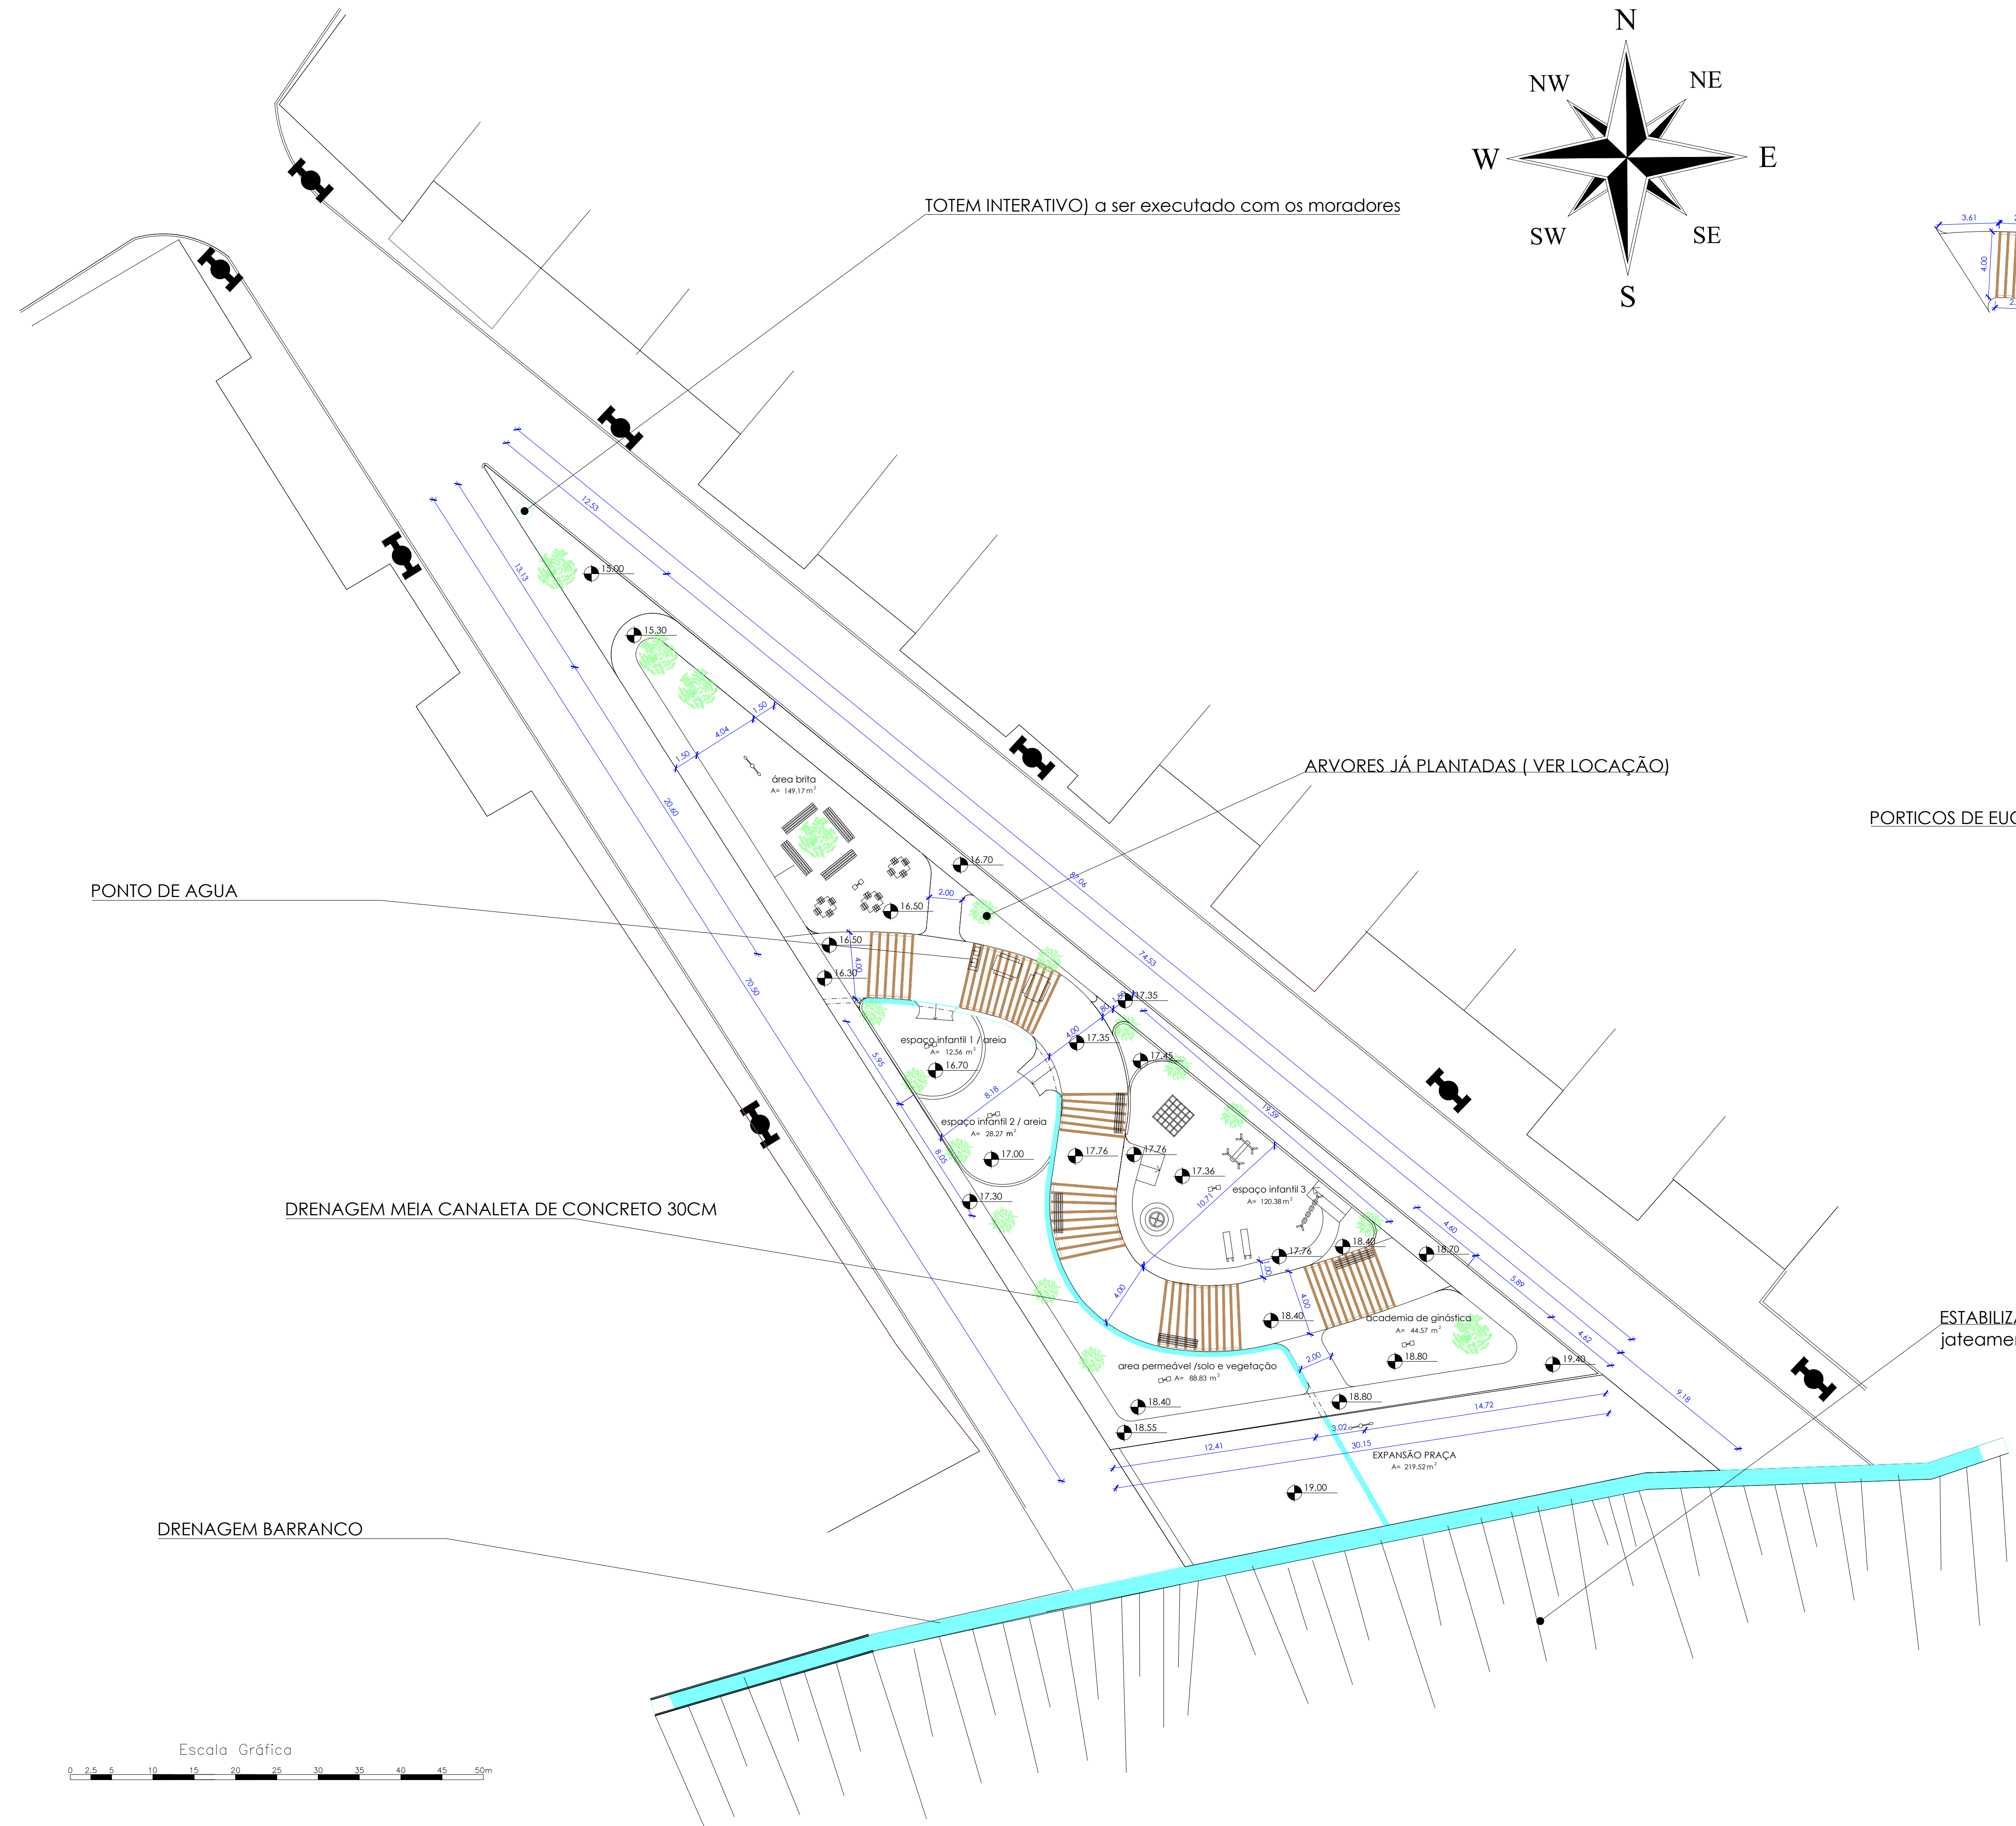 N
NW
NE
W
E
SW
SE
S
TOTEM INTERATIVO) a ser executado com os moradores
3.61
4.00
12.53
13.13
15.00
15.30
1.50
4.04
1.50
ARVORES JÁ PLANTADAS ( VER LOCAÇÃO)
área brita
A= 149.17 m²
20.60
PORTICOS DE EUC
16.70
87.06
PONTO DE AGUA
2.00
16.50
16.50
4.00
16.30
74.53
70.50
17.35
4.00
17.35
espaço infantil 1 / areia
A= 12.56 m²
16.70
17.45
5.95
8.18
19.59
espaço infantil 2 / areia
A= 28.27 m²
17.00
8.05
17.76
17.76
17.36
espaço infantil 3
A= 120.38 m²
10.71
17.30
DRENAGEM MEIA CANALETA DE CONCRETO 30CM
4.60
18.40
18.70
17.76
1.00
4.00
4.00
5.89
18.40
academia de ginástica
A= 44.57 m²
ESTABILIZA
jateamen
4.62
18.80
2.00
19.40
area permeável /solo e vegetação
A= 88.83 m²
9.18
18.40
18.80
14.72
18.55
3.02
12.41
30.15
EXPANSÃO PRAÇA
A= 219.52 m²
19.00
DRENAGEM BARRANCO
Escala Gráfica
0 2.5 5 10 15 20 25 30 35 40 45 50m